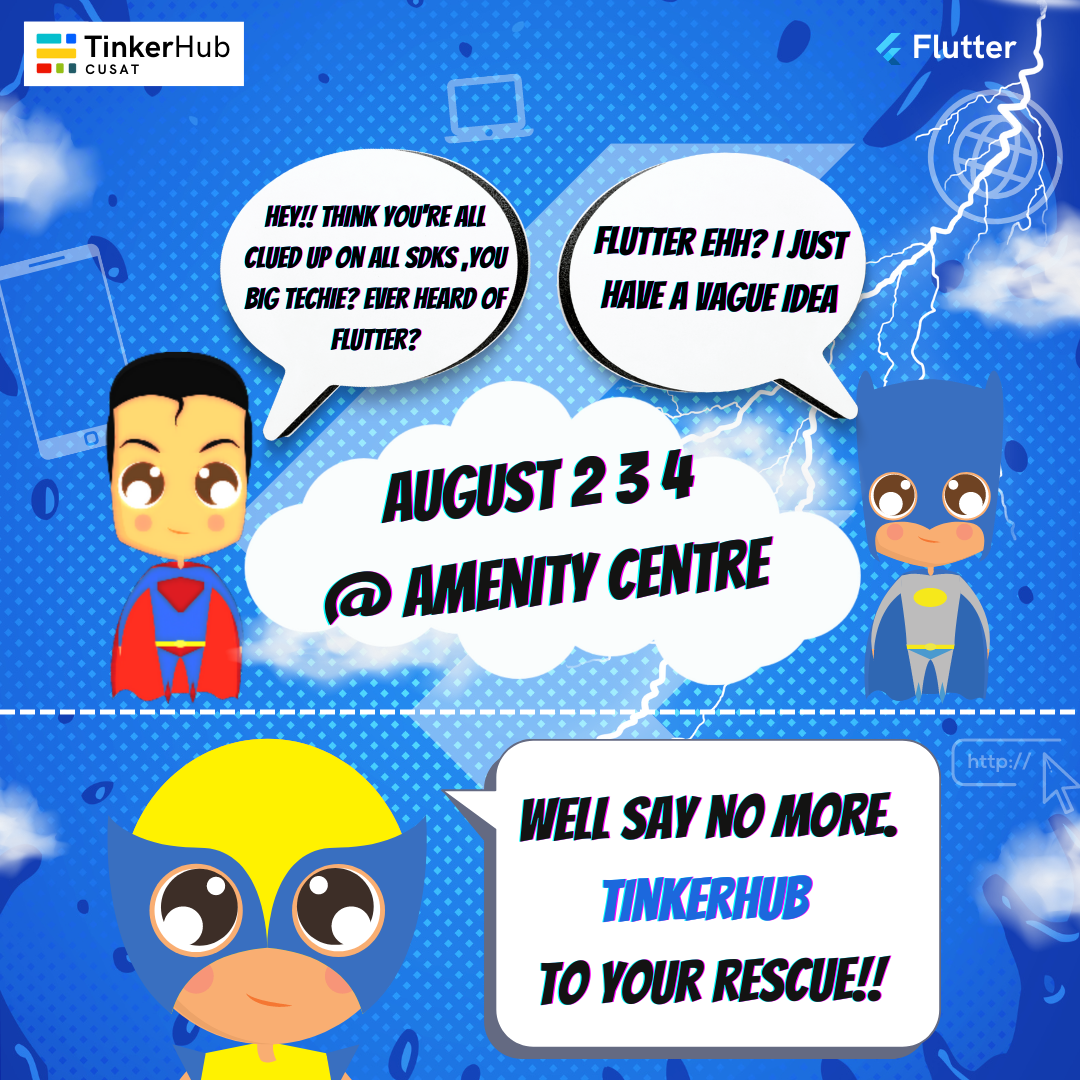 TinkerHub
CUSAT
Flutter
HEY!! THINK YOU'RE ALL
CLUED UP ON ALL SDKS ,YOU
BIG TECHIE? EVER HEARD OF
FLUTTER?
FLUTTER EHH? I JUST
HAVE A VAGUE IDEA
AUGUST 2 3 4
@ AMENITY CENTRE
http://
WELL SAY NO MORE.
TINKERHUB
TO YOUR RESCUE!!